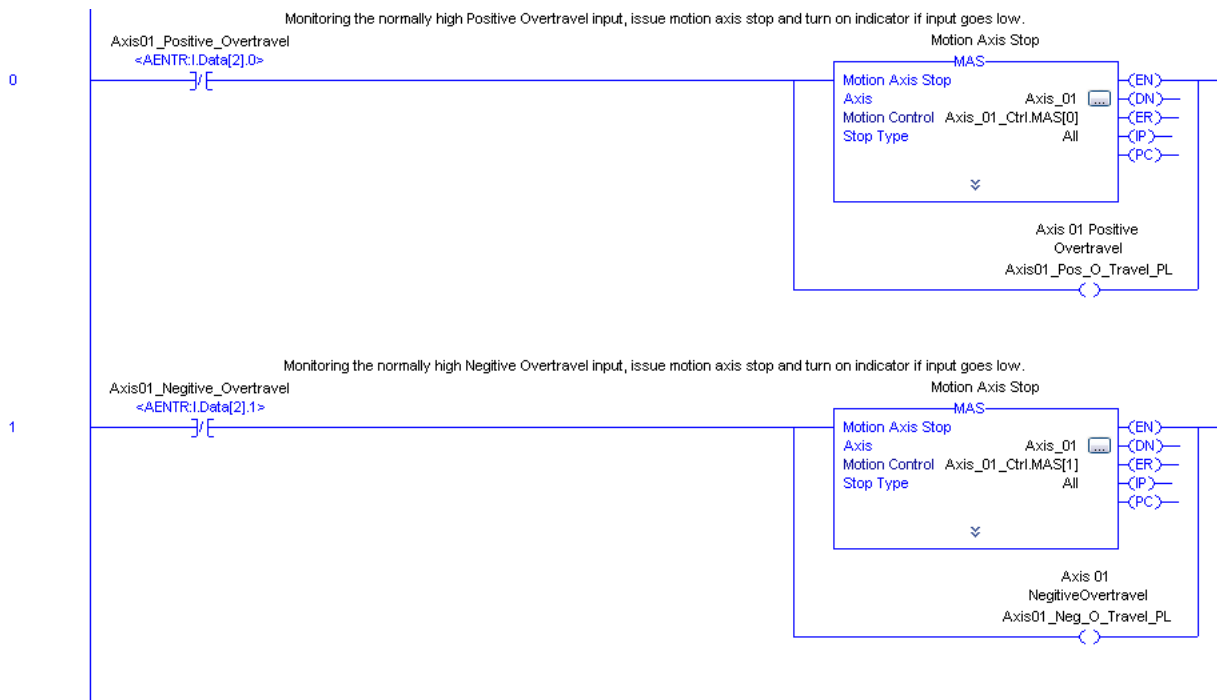 Monitoring the normally high Positive Overtravel input, issue motion axis stop and turn on indicator if input goes low.
Axis01_Positive_Overtravel
<AENTR:I.Data[2].0>
Motion Axis Stop
0
MAS
Motion Axis Stop
Axis Axis_01 ...
Motion Control Axis_01_Ctrl.MAS[0]
Stop Type All
EN
DN
ER
IP
PC
Axis 01 Positive
Overtravel
Axis01_Pos_O_Travel_PL
Monitoring the normally high Negitive Overtravel input, issue motion axis stop and turn on indicator if input goes low.
Axis01_Negitive_Overtravel
<AENTR:I.Data[2].1>
Motion Axis Stop
1
MAS
Motion Axis Stop
Axis Axis_01 ...
Motion Control Axis_01_Ctrl.MAS[1]
Stop Type All
EN
DN
ER
IP
PC
Axis 01
NegitiveOvertravel
Axis01_Neg_O_Travel_PL